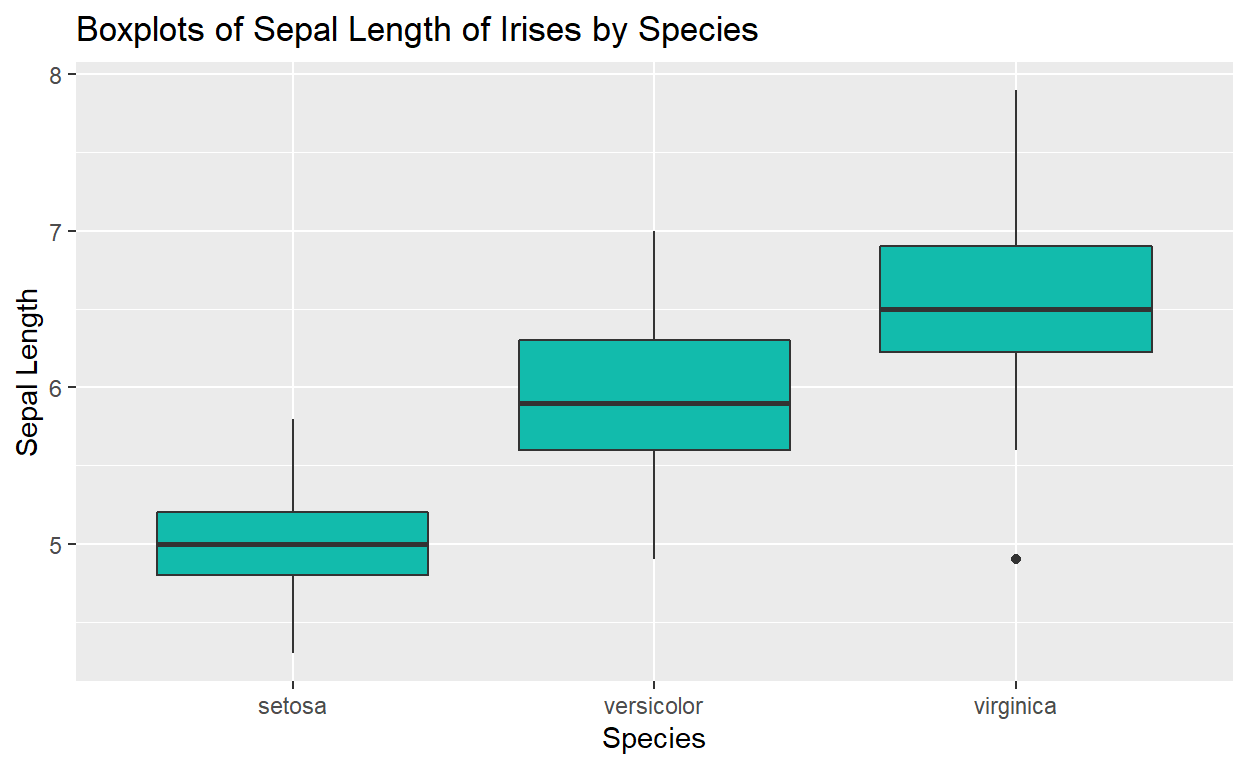 Boxplots of Sepal Length of Irises by Species
Sepal Length
8
7
6
5
setosa versicolor virginica
Species